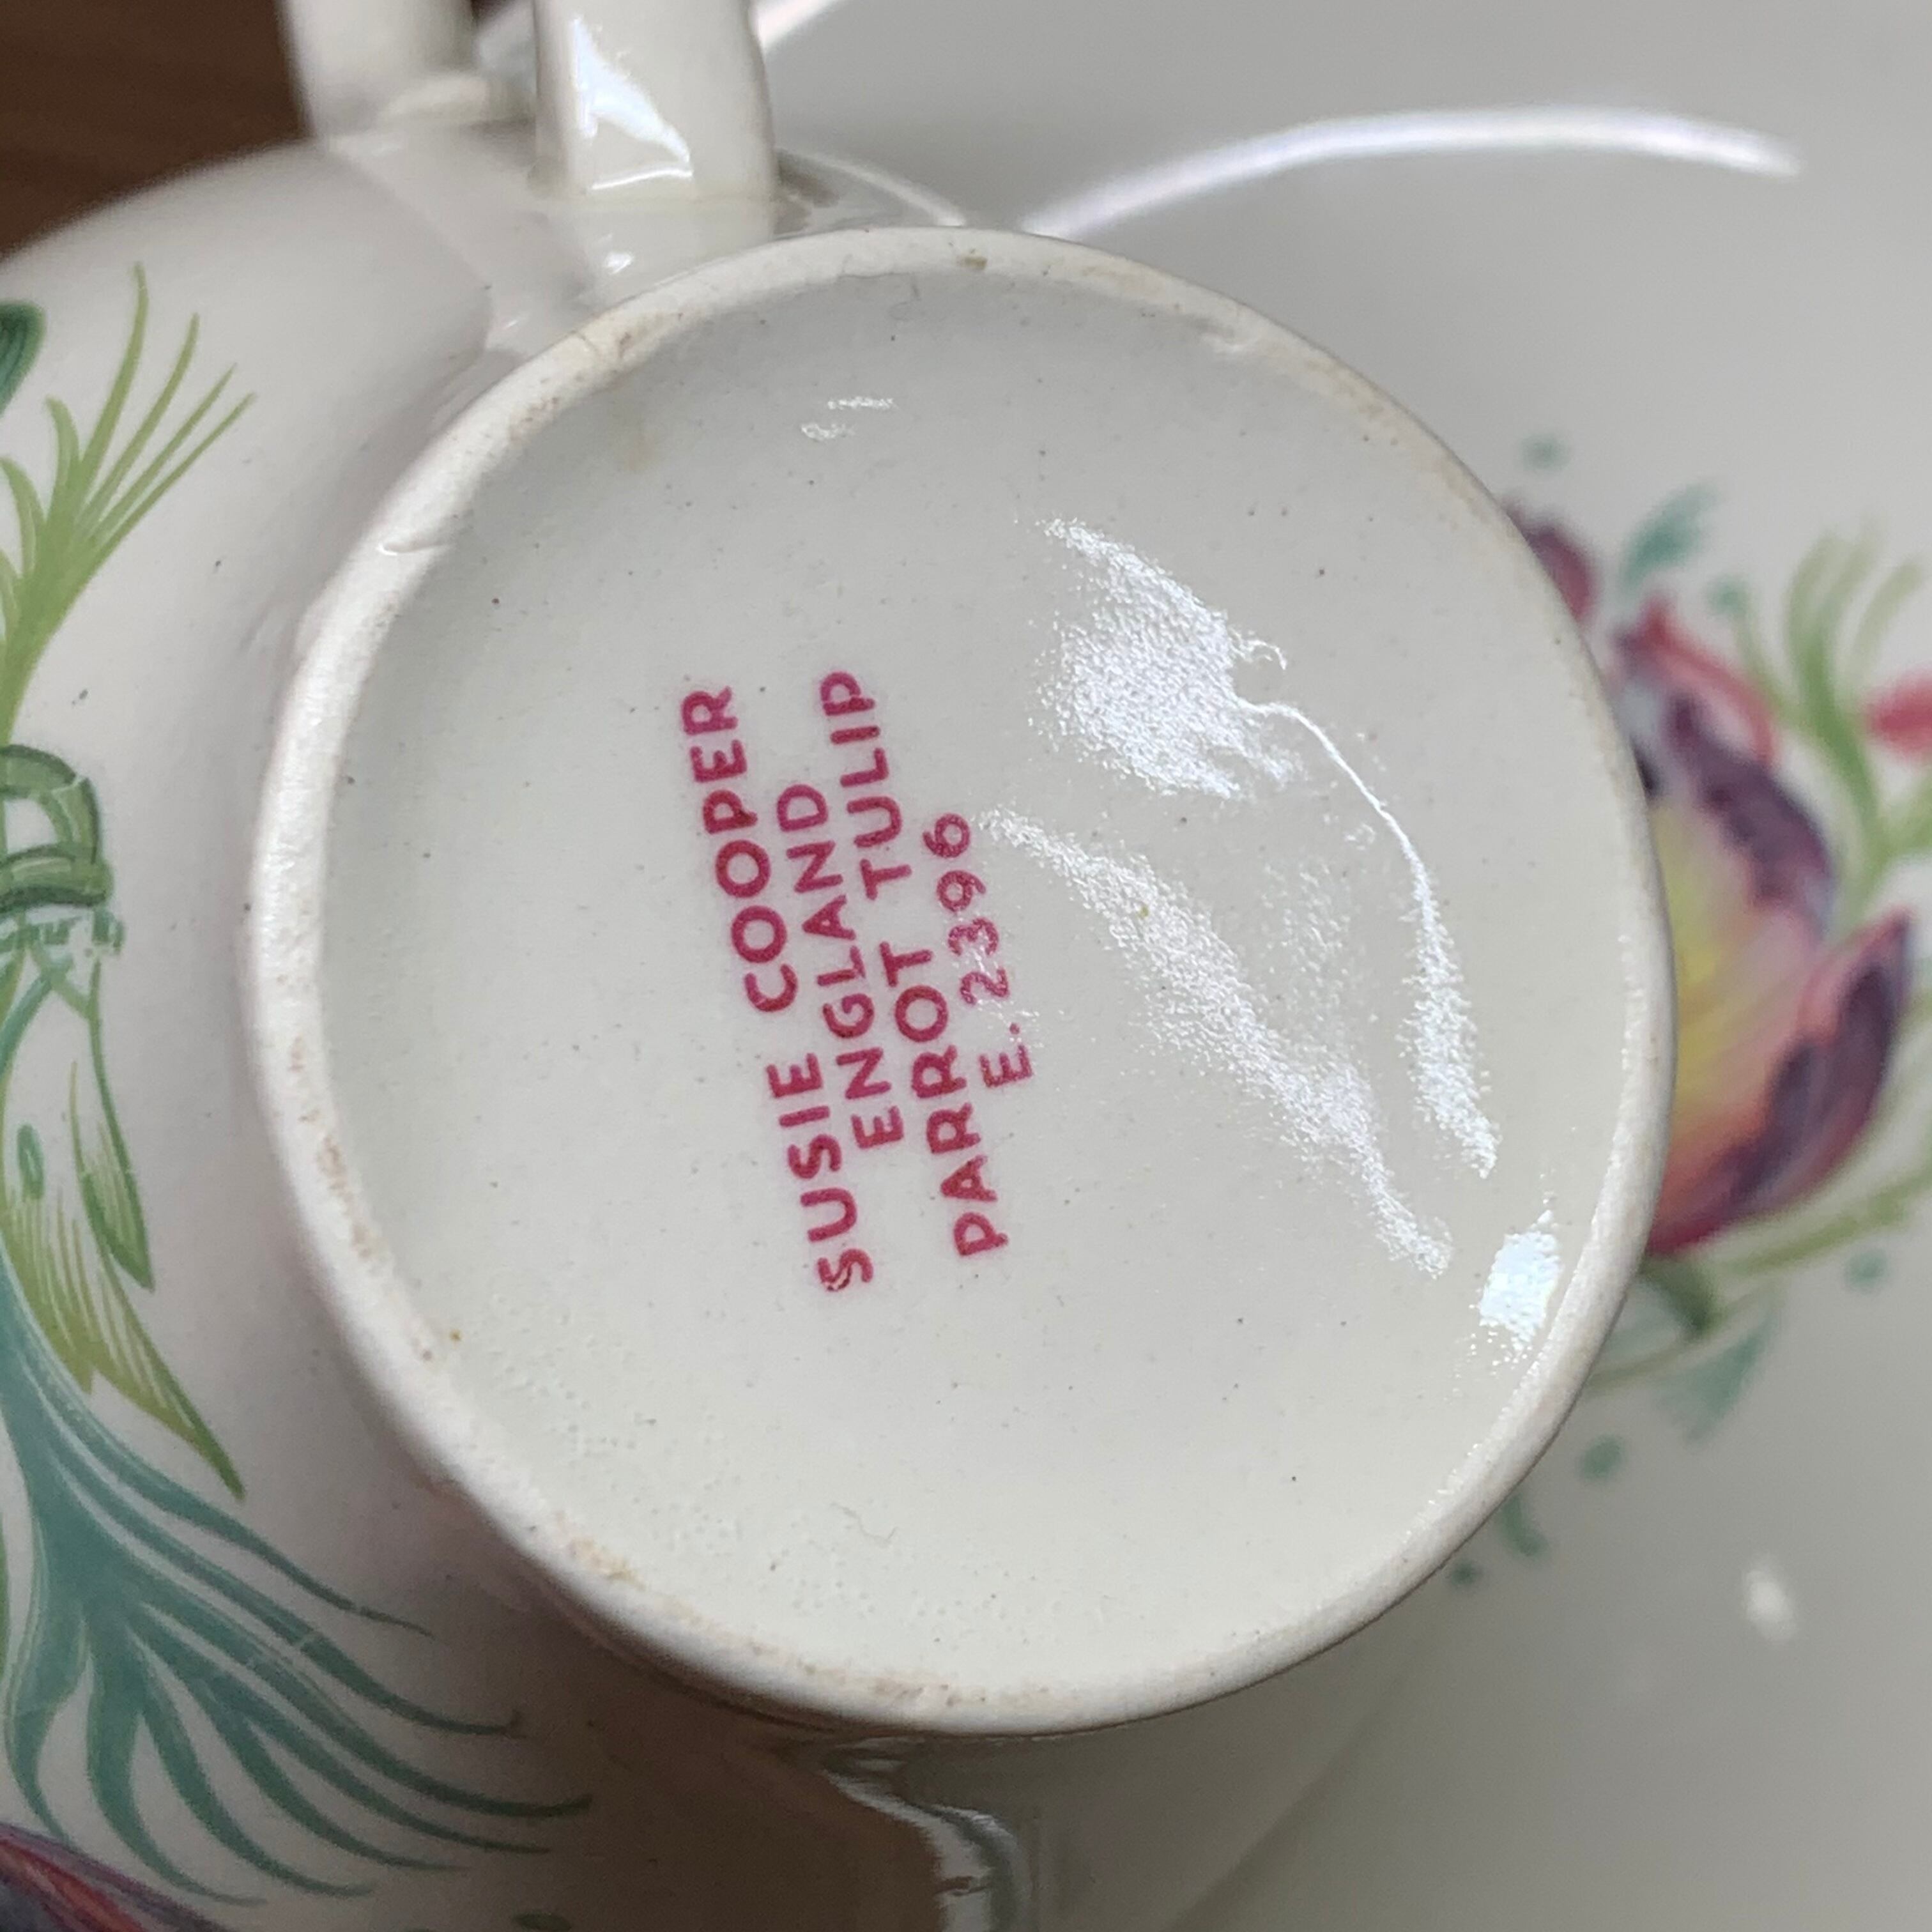 SUSIE COOPER
ENGLAND
PARROT TULIP
E. 2396